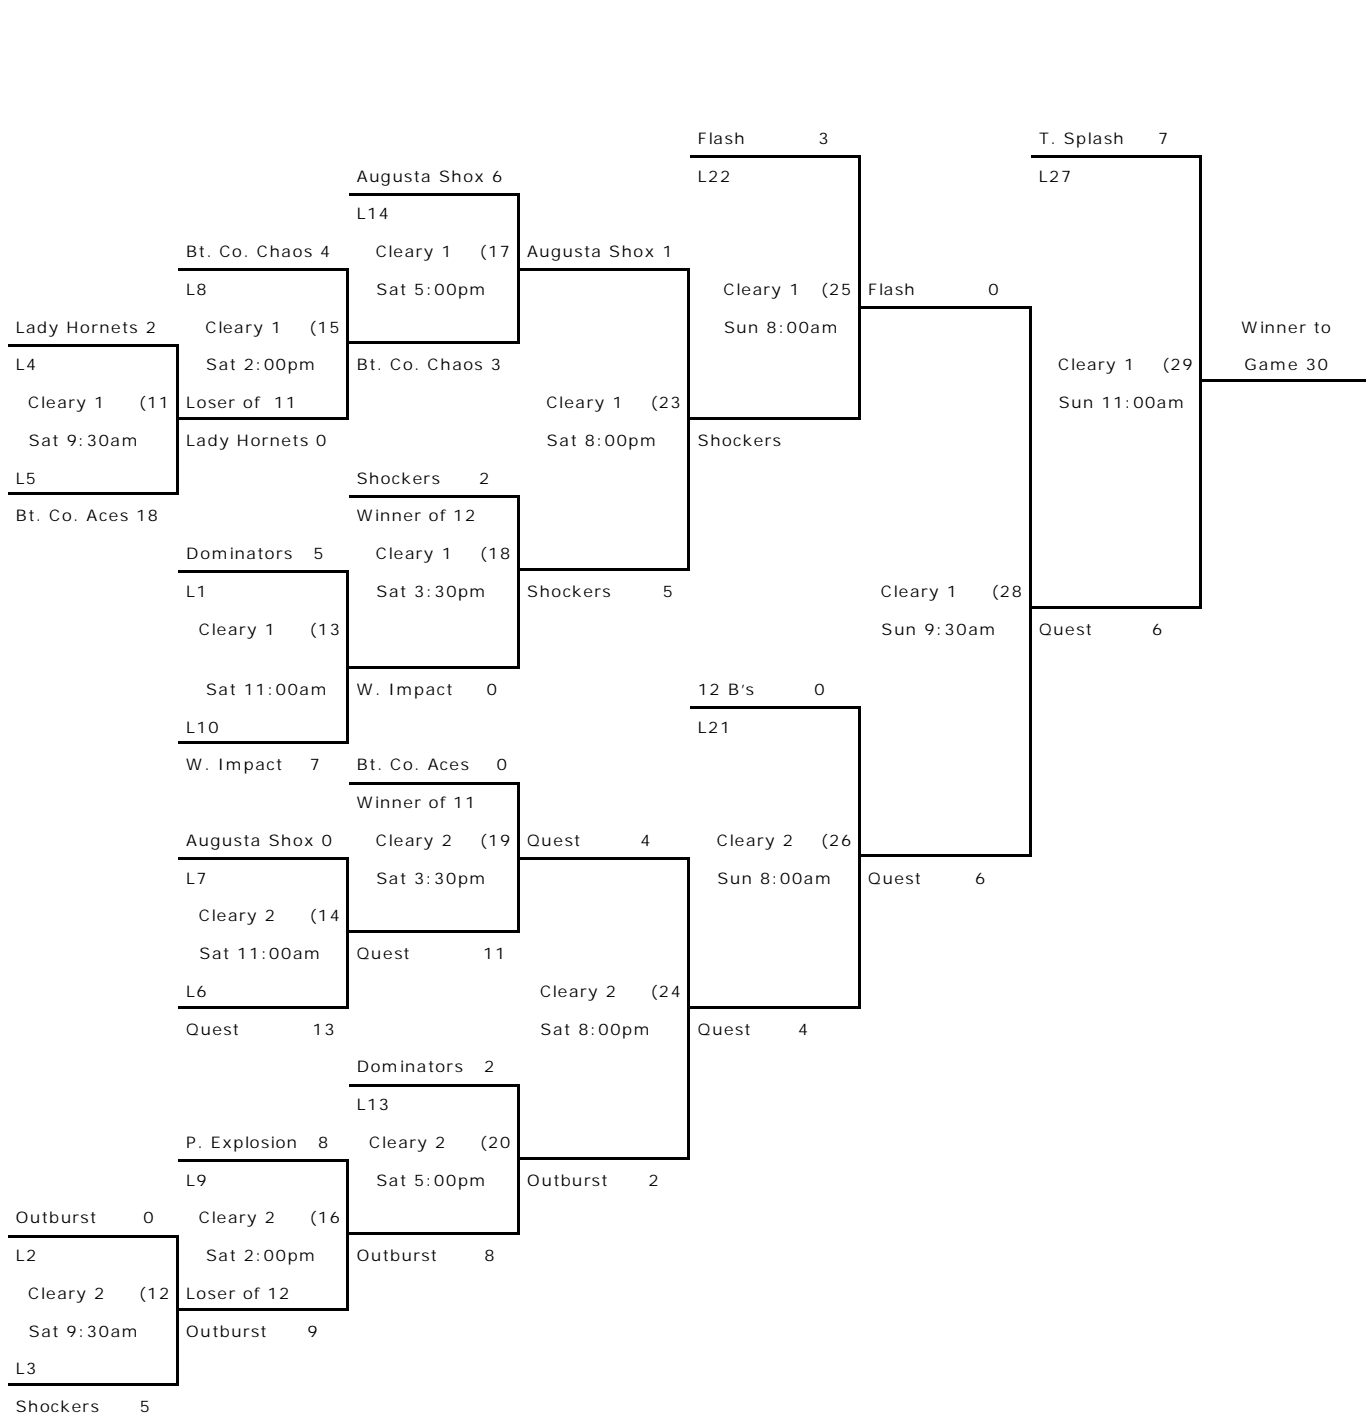 Flash 3
T. Splash 7
Augusta Shox 6
L22
L27
L14
Bt. Co. Chaos 4
Cleary 1 (17
Augusta Shox 1
L8
Sat 5:00pm
Cleary 1 (25
Flash 0
Lady Hornets 2
Cleary 1 (15
Sun 8:00am
Winner to
L4
Sat 2:00pm
Bt. Co. Chaos 3
Cleary 1 (29
Game 30
Cleary 1 (11
Loser of 11
Cleary 1 (23
Sun 11:00am
Sat 9:30am
Lady Hornets 0
Sat 8:00pm
Shockers
L5
Shockers 2
Bt. Co. Aces 18
Winner of 12
Dominators 5
Cleary 1 (18
L1
Sat 3:30pm
Shockers 5
Cleary 1 (28
Cleary 1 (13
Sun 9:30am
Quest 6
Sat 11:00am
W. Impact 0
12 B's 0
L10
L21
W. Impact 7
Bt. Co. Aces 0
Winner of 11
Augusta Shox 0
Cleary 2 (19
Quest 4
Cleary 2 (26
L7
Sat 3:30pm
Sun 8:00am
Quest 6
Cleary 2 (14
Sat 11:00am
Quest 11
L6
Cleary 2 (24
Quest 13
Sat 8:00pm
Quest 4
Dominators 2
L13
P. Explosion 8
Cleary 2 (20
L9
Sat 5:00pm
Outburst 2
Outburst 0
Cleary 2 (16
L2
Sat 2:00pm
Outburst 8
Cleary 2 (12
Loser of 12
Sat 9:30am
Outburst 9
L3
Shockers 5